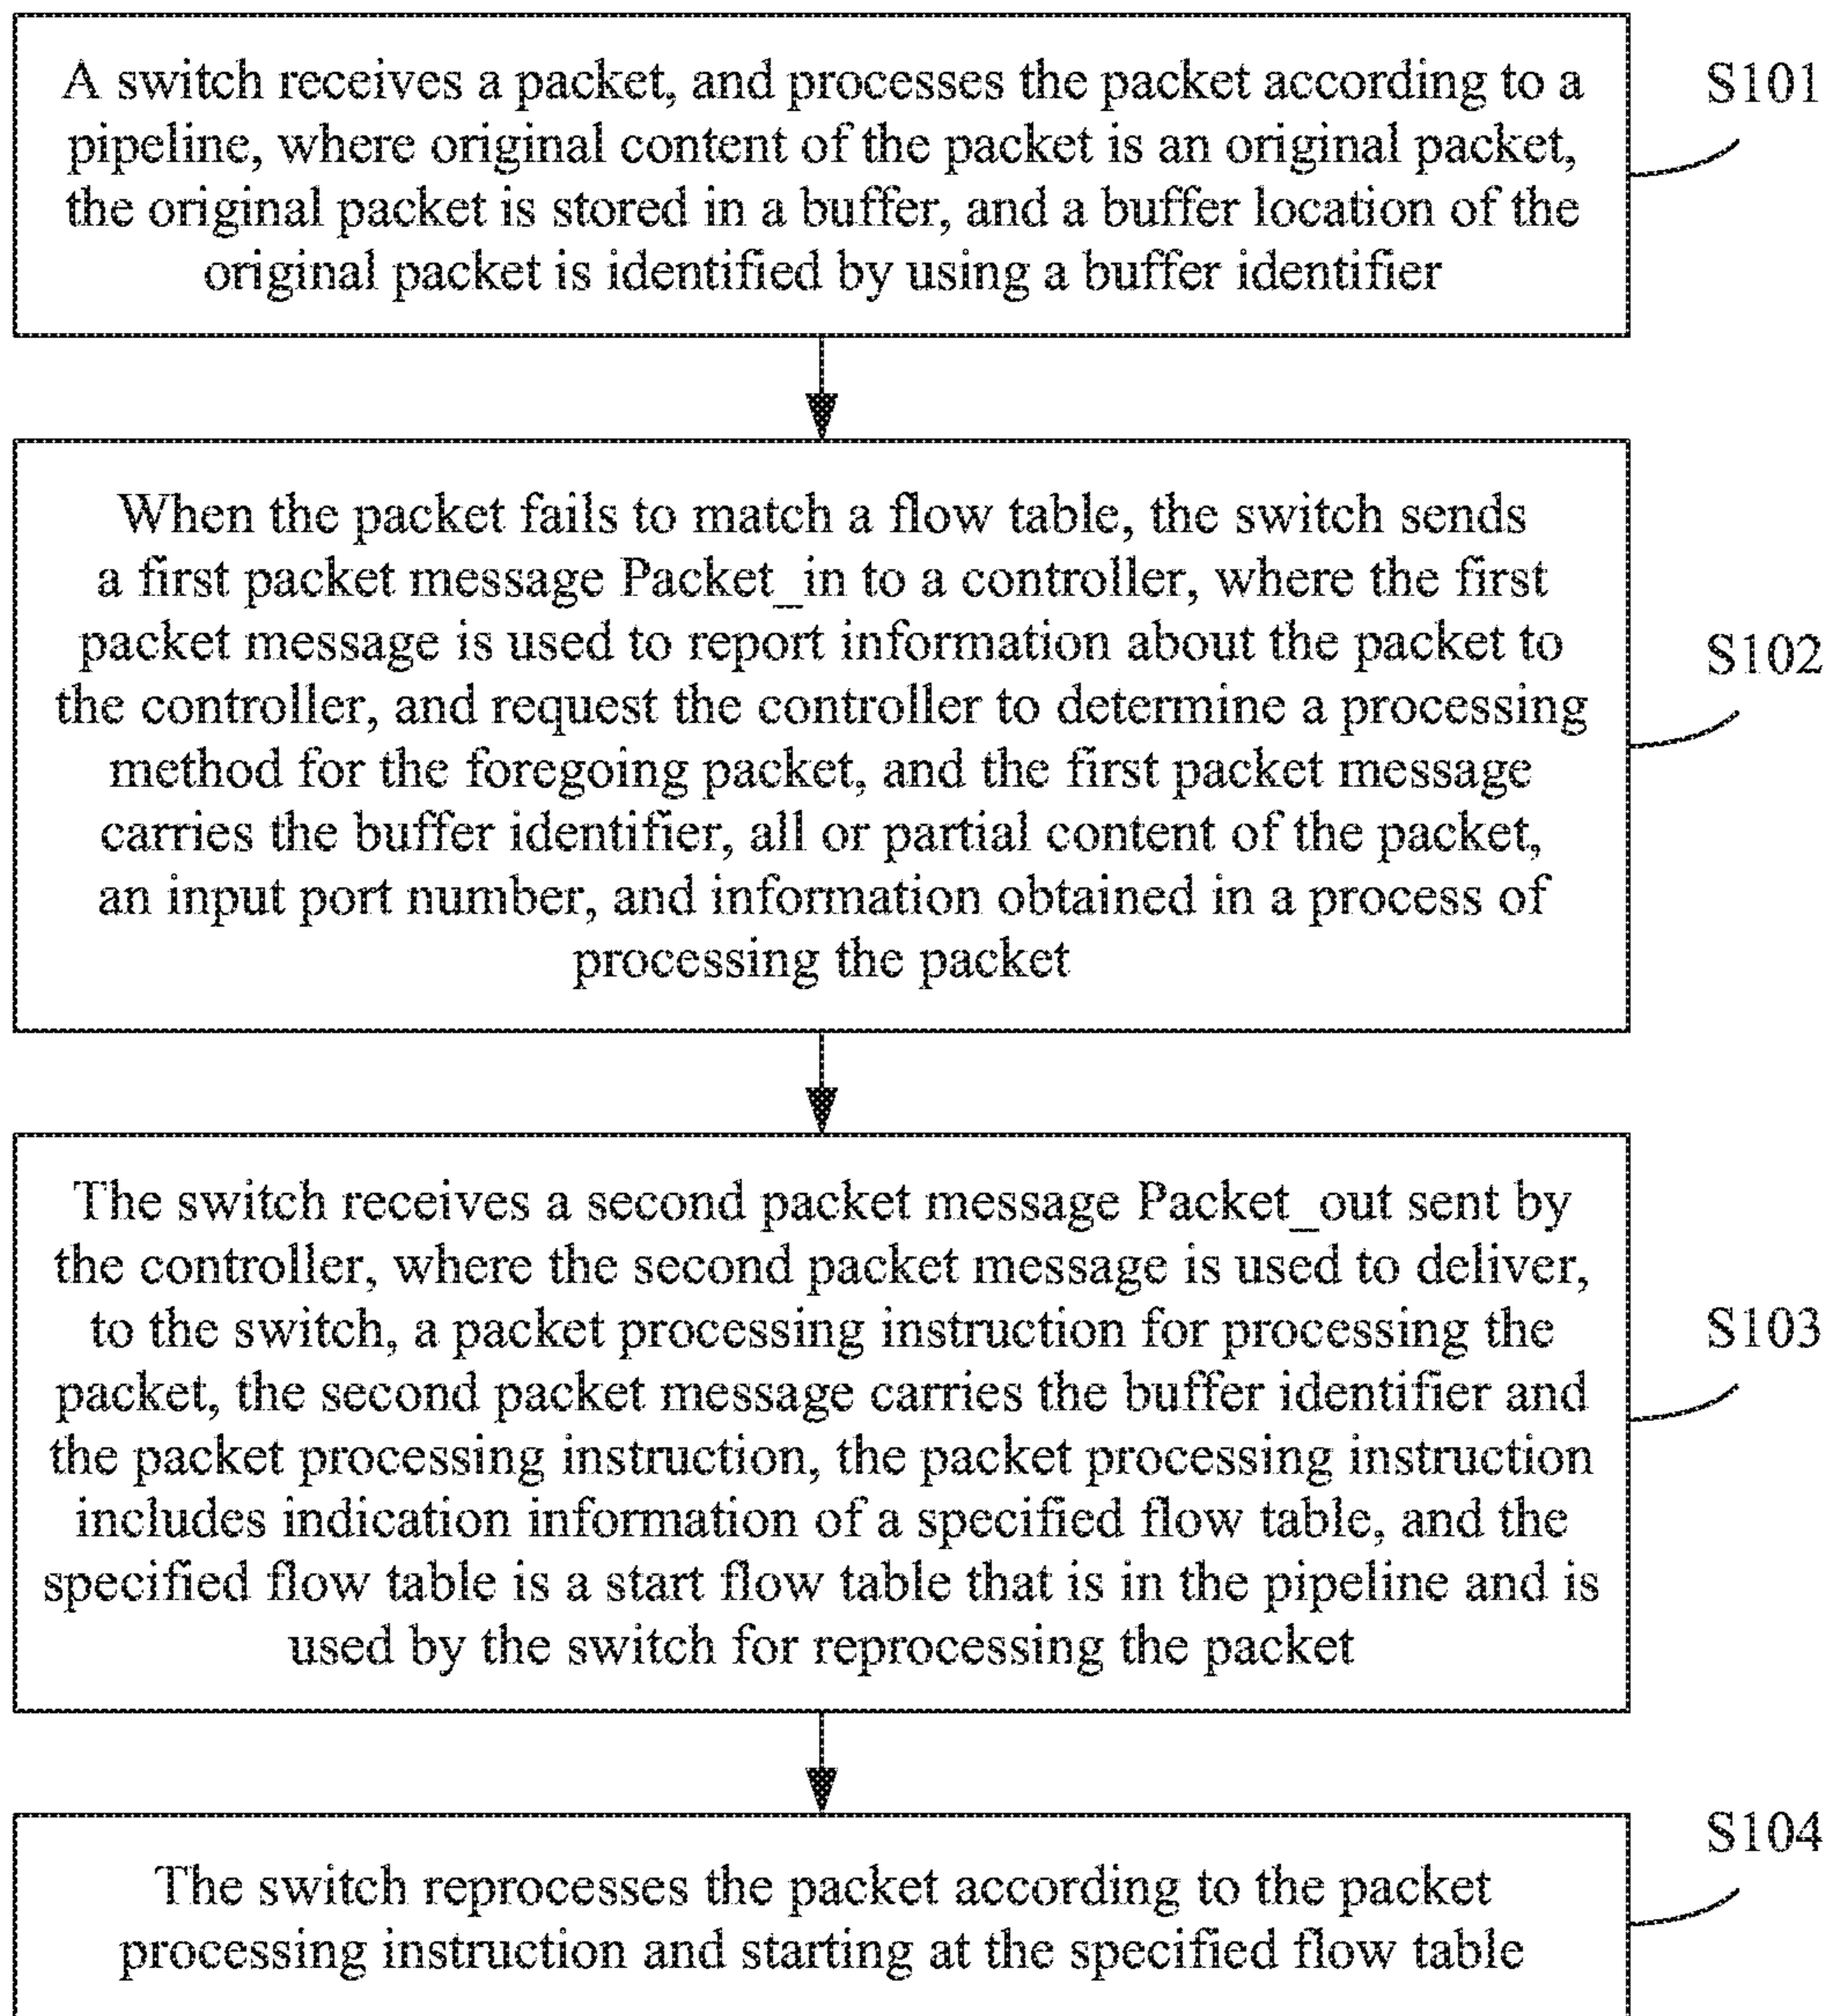 A switch receives a packet, and processes the packet according to a
pipeline, where original content of the packet is an original packet,
the original packet is stored in a buffer, and a buffer location of the
original packet is identified by using a buffer identifier
S101
When the packet fails to match a flow table, the switch sends
a first packet message Packet_in to a controller, where the first
packet message is used to report information about the packet to
the controller, and request the controller to determine a processing
method for the foregoing packet, and the first packet message
carries the buffer identifier, all or partial content of the packet,
an input port number, and information obtained in a process of
processing the packet
S102
The switch receives a second packet message Packet_out sent by
the controller, where the second packet message is used to deliver,
to the switch, a packet processing instruction for processing the
packet, the second packet message carries the buffer identifier and
the packet processing instruction, the packet processing instruction
includes indication information of a specified flow table, and the
specified flow table is a start flow table that is in the pipeline and is
used by the switch for reprocessing the packet
S103
The switch reprocesses the packet according to the packet
processing instruction and starting at the specified flow table
S104